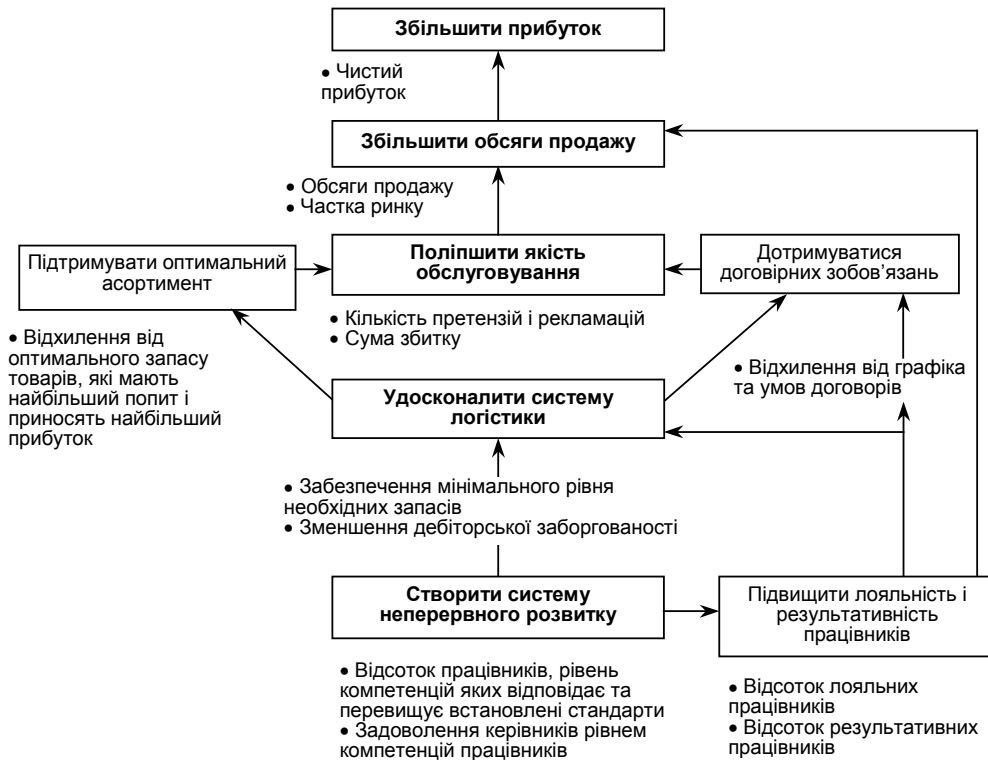 Збільшити прибуток
• Чистий
прибуток
Збільшити обсяги продажу
• Обсяги продажу
• Частка ринку
Підтримувати оптимальний
асортимент
Поліпшити якість
обслуговування
Дотримуватися
договірних зобов’язань
• Кількість претензій і рекламацій
• Сума збитку
• Відхилення від
оптимального запасу
товарів, які мають
найбільший попит і
приносять найбільший
прибуток
• Відхилення від графіка
та умов договорів
Удосконалити систему
логістики
• Забезпечення мінімального рівня
необхідних запасів
• Зменшення дебіторської заборгованості
Створити систему
неперервного розвитку
Підвищити лояльність і
результативність
працівників
• Відсоток працівників, рівень
компетенцій яких відповідає та
перевищує встановлені стандарти
• Задоволення керівників рівнем
компетенцій працівників
• Відсоток лояльних
працівників
• Відсоток результативних
працівників